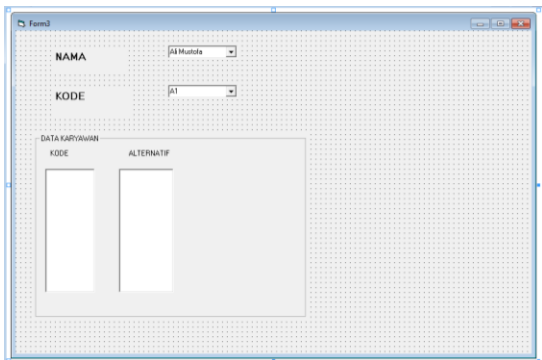 Form3
NAMA Ali Mustofa
KODE A1
DATA KARYAWAN
KODE ALTERNATIF